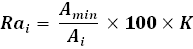 Ra_i = A_min / A_i × 100 × K